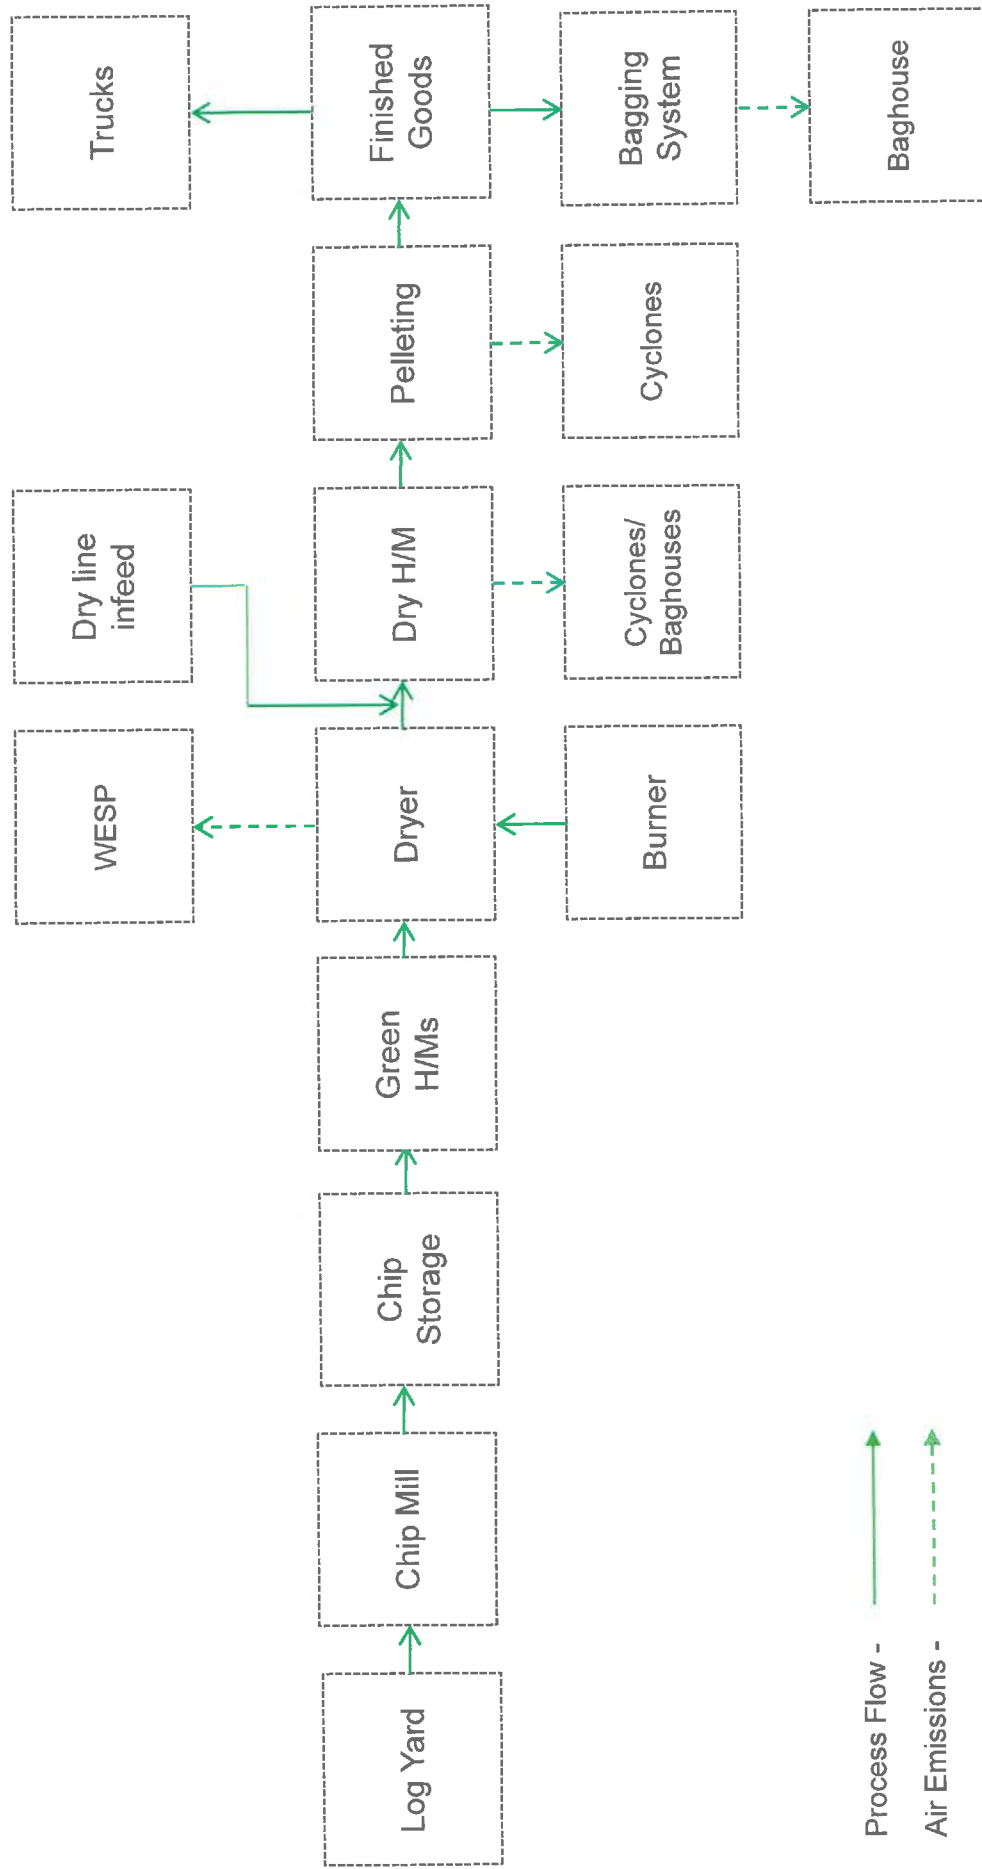 Log Yard
Chip Mill
Chip
Storage
Green
H/Ms
Dryer
WESP
Burner
Dry line
infeed
Dry H/M
Cyclones/
Baghouses
Pelleting
Cyclones
Finished
Goods
Trucks
Bagging
System
Baghouse
Process Flow -
Air Emissions -